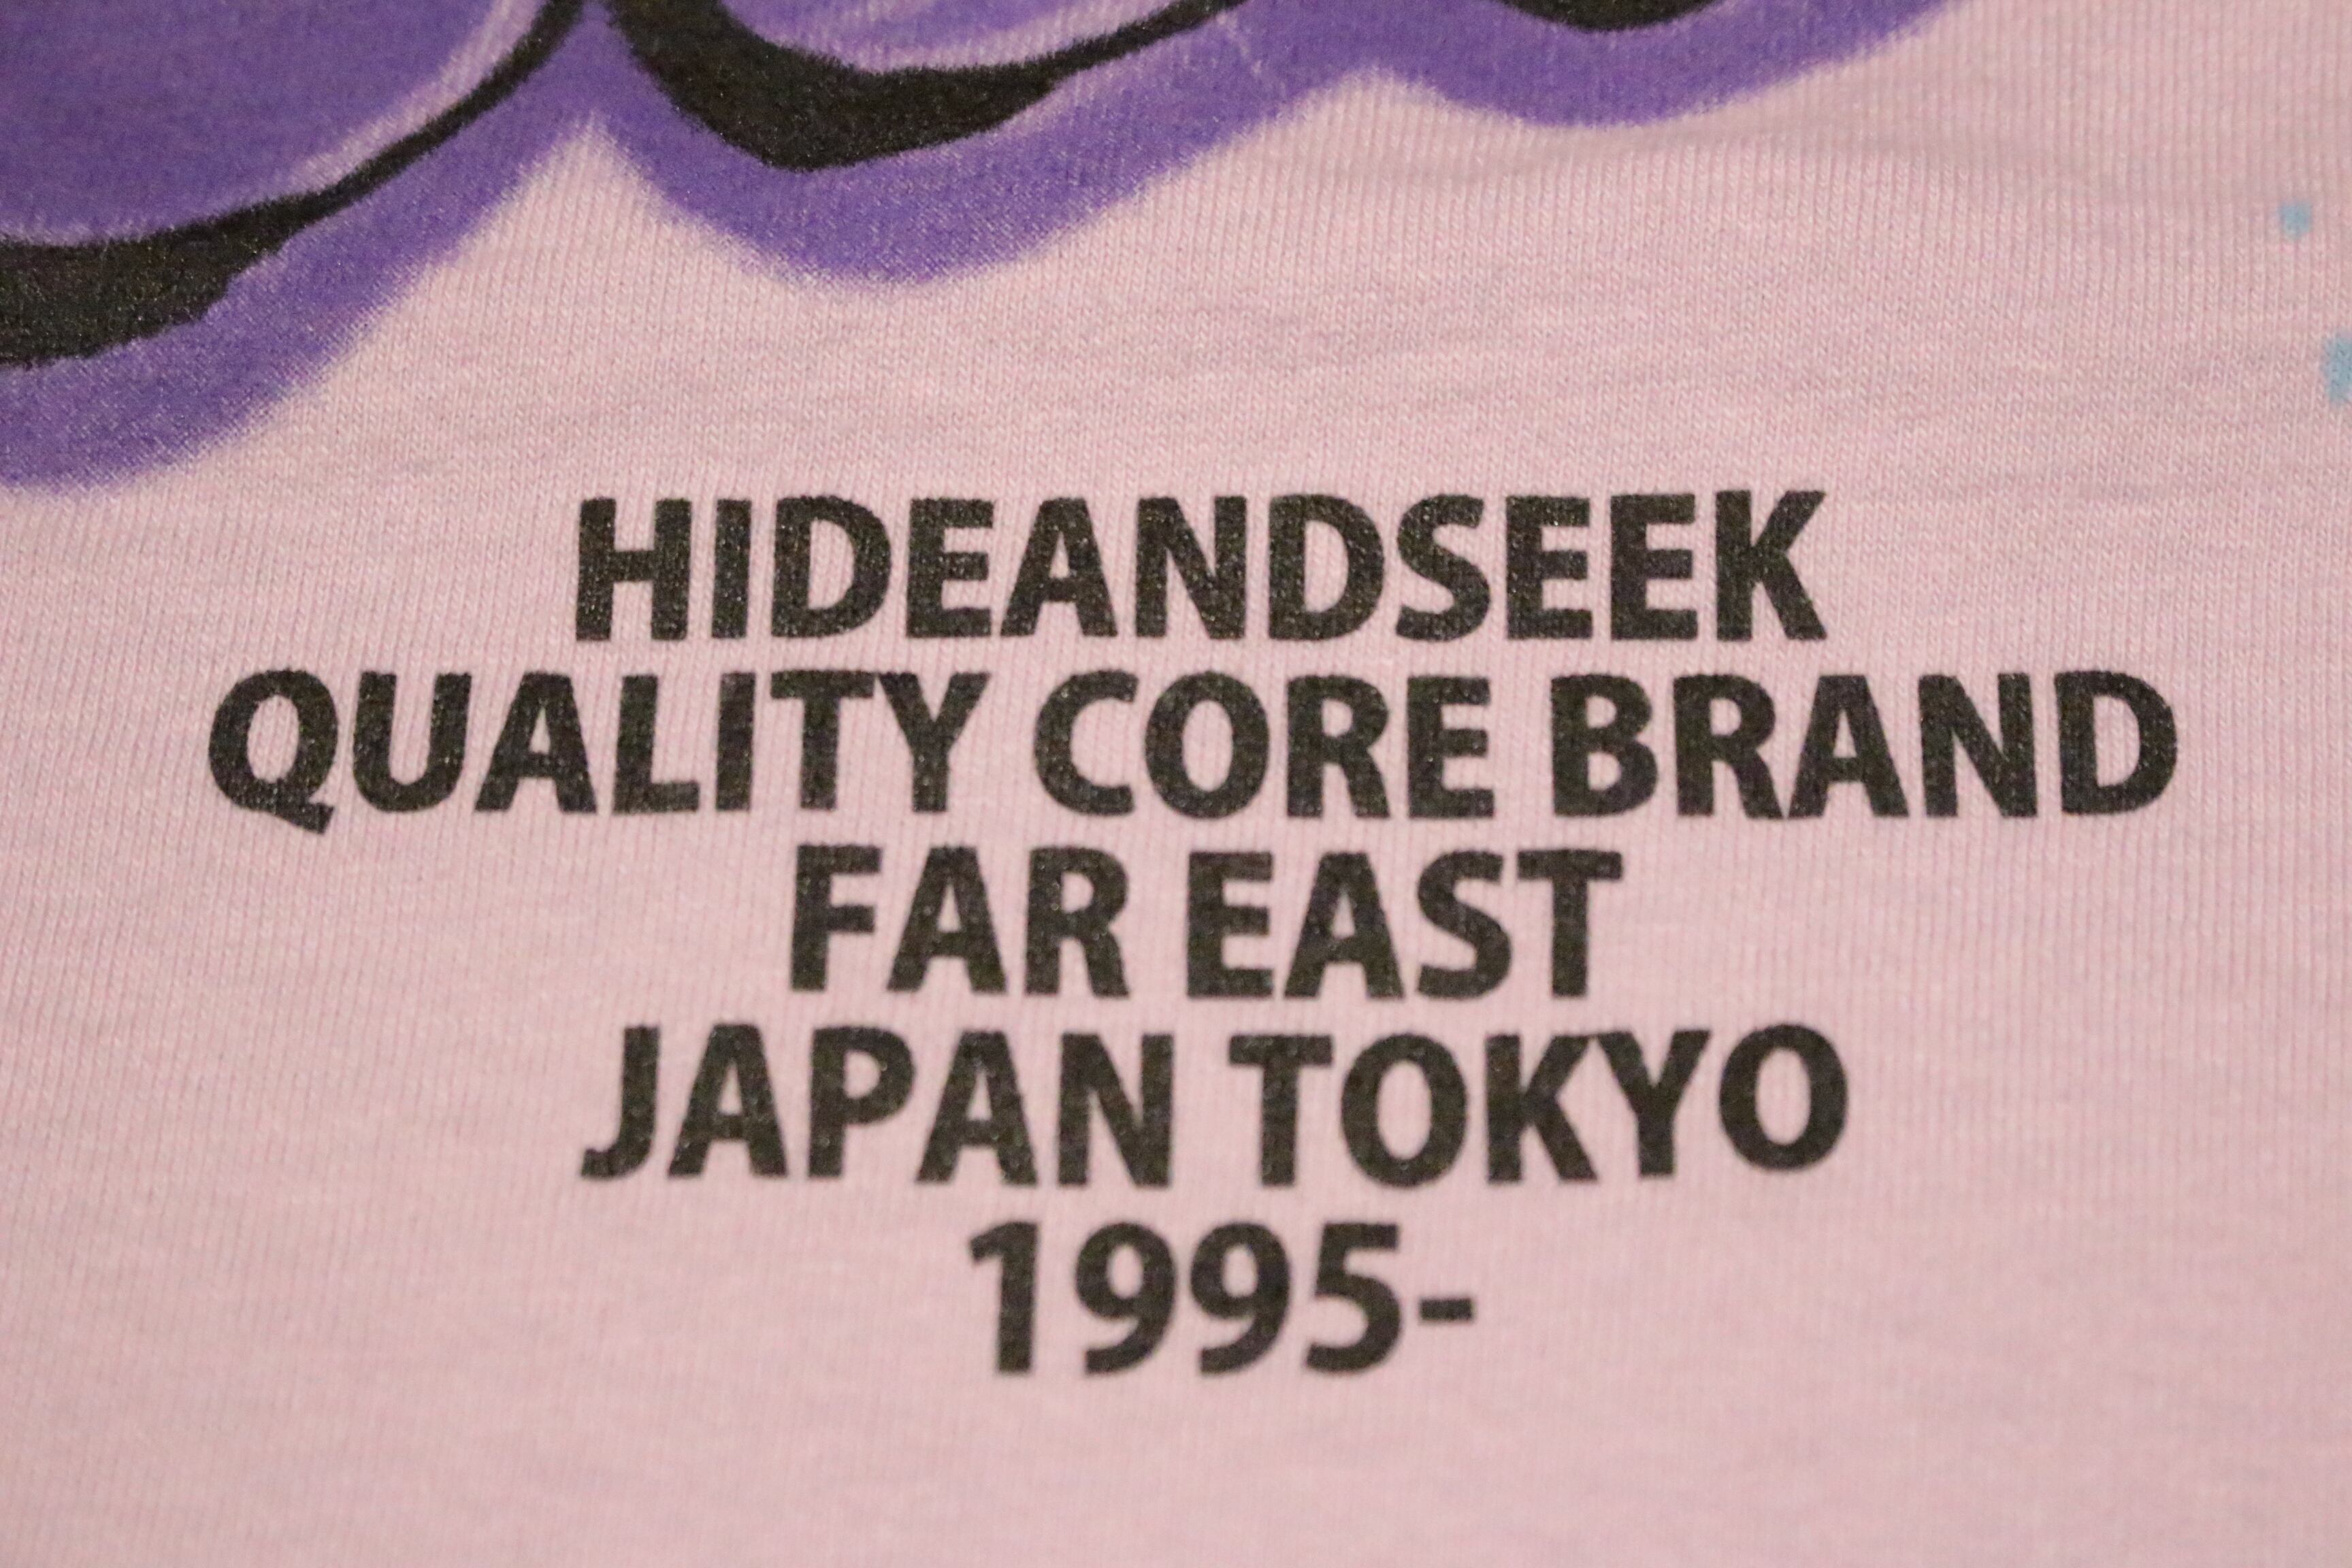 HIDEANDSEEK
QUALITY CORE BRAND
FAR EAST
JAPAN TOKYO
1995-